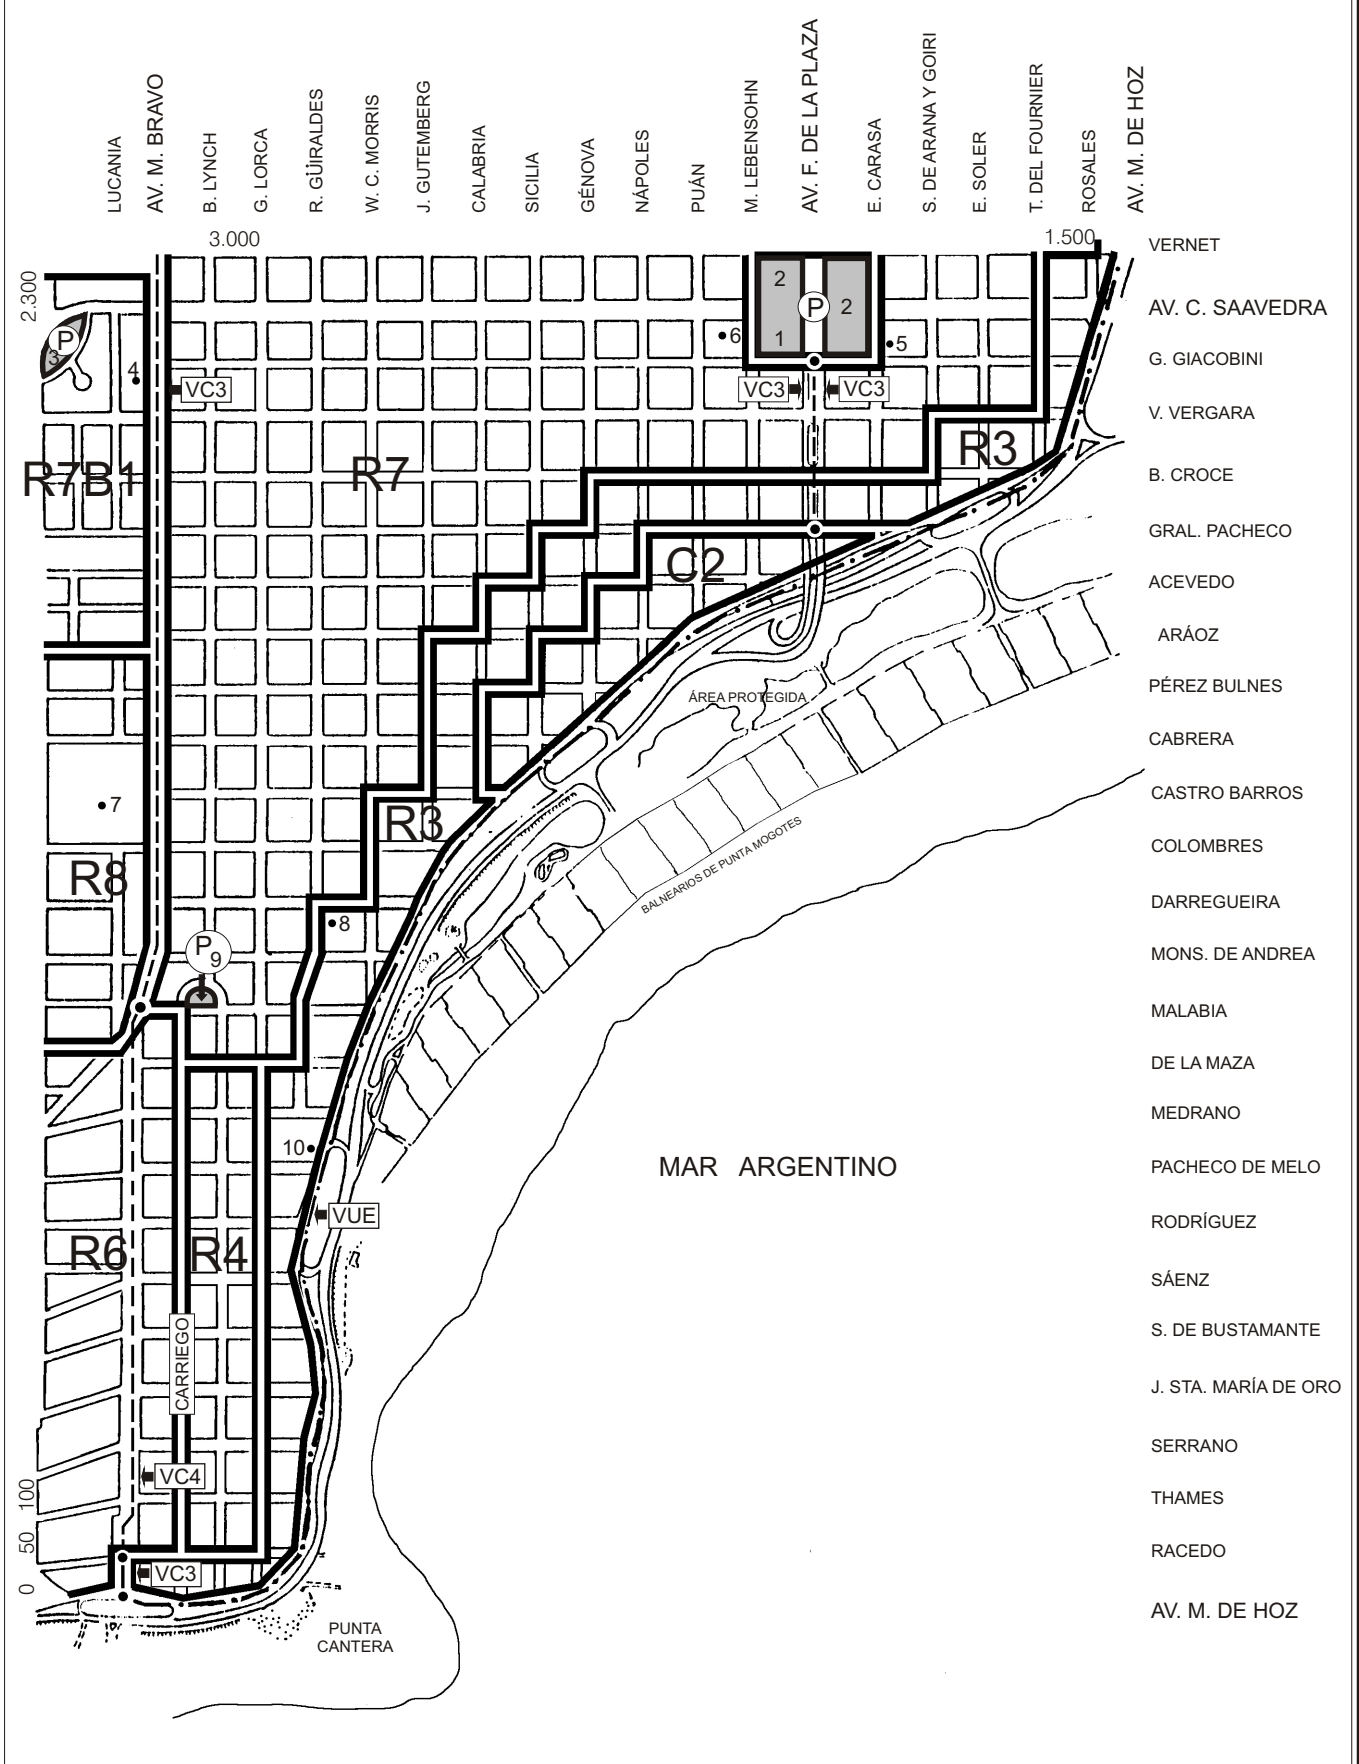 LUCANIA
AV. M. BRAVO
B. LYNCH
G. LORCA
R. GÜIRALDES
W. C. MORRIS
J. GUTEMBERG
CALABRIA
SICILIA
GÉNOVA
NÁPOLES
PUÁN
M. LEBENSOHN
AV. F. DE LA PLAZA
E. CARASA
S. DE ARANA Y GOIRI
E. SOLER
T. DEL FOURNIER
ROSALES
AV. M. DE HOZ
3.000
1.500
2.300
VERNET
AV. C. SAAVEDRA
G. GIACOBINI
V. VERGARA
B. CROCE
GRAL. PACHECO
ACEVEDO
ARÁOZ
PÉREZ BULNES
CABRERA
CASTRO BARROS
COLOMBRES
DARREGUEIRA
MONS. DE ANDREA
MALABIA
DE LA MAZA
MEDRANO
PACHECO DE MELO
RODRÍGUEZ
SÁENZ
S. DE BUSTAMANTE
J. STA. MARÍA DE ORO
SERRANO
THAMES
RACEDO
AV. M. DE HOZ
2
P
2
1
6
5
P
3
4
VC3
VC3
VC3
R7B1
R7
R3
C2
ÁREA PROTEGIDA
7
R3
BALNEARIOS DE PUNTA MOGOTES
R8
8
P9
10
MAR ARGENTINO
VUE
R6
R4
CARRIEGO
VC4
100
50
0
VC3
PUNTA
CANTERA